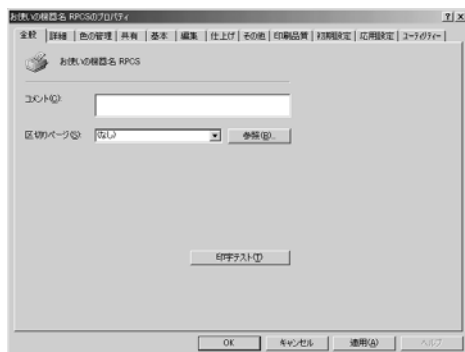 お使いの機器名 RPCSのプロパティ
全般 詳細 色の管理 共有 基本 編集 仕上げ その他 印刷品質 初期設定 応用設定 ユーティリティー
お使いの機器名 RPCS
コメント(C):
区切りページ(S): (なし) 参照(B)...
印字テスト(T)
OK キャンセル 適用(A) ヘルプ